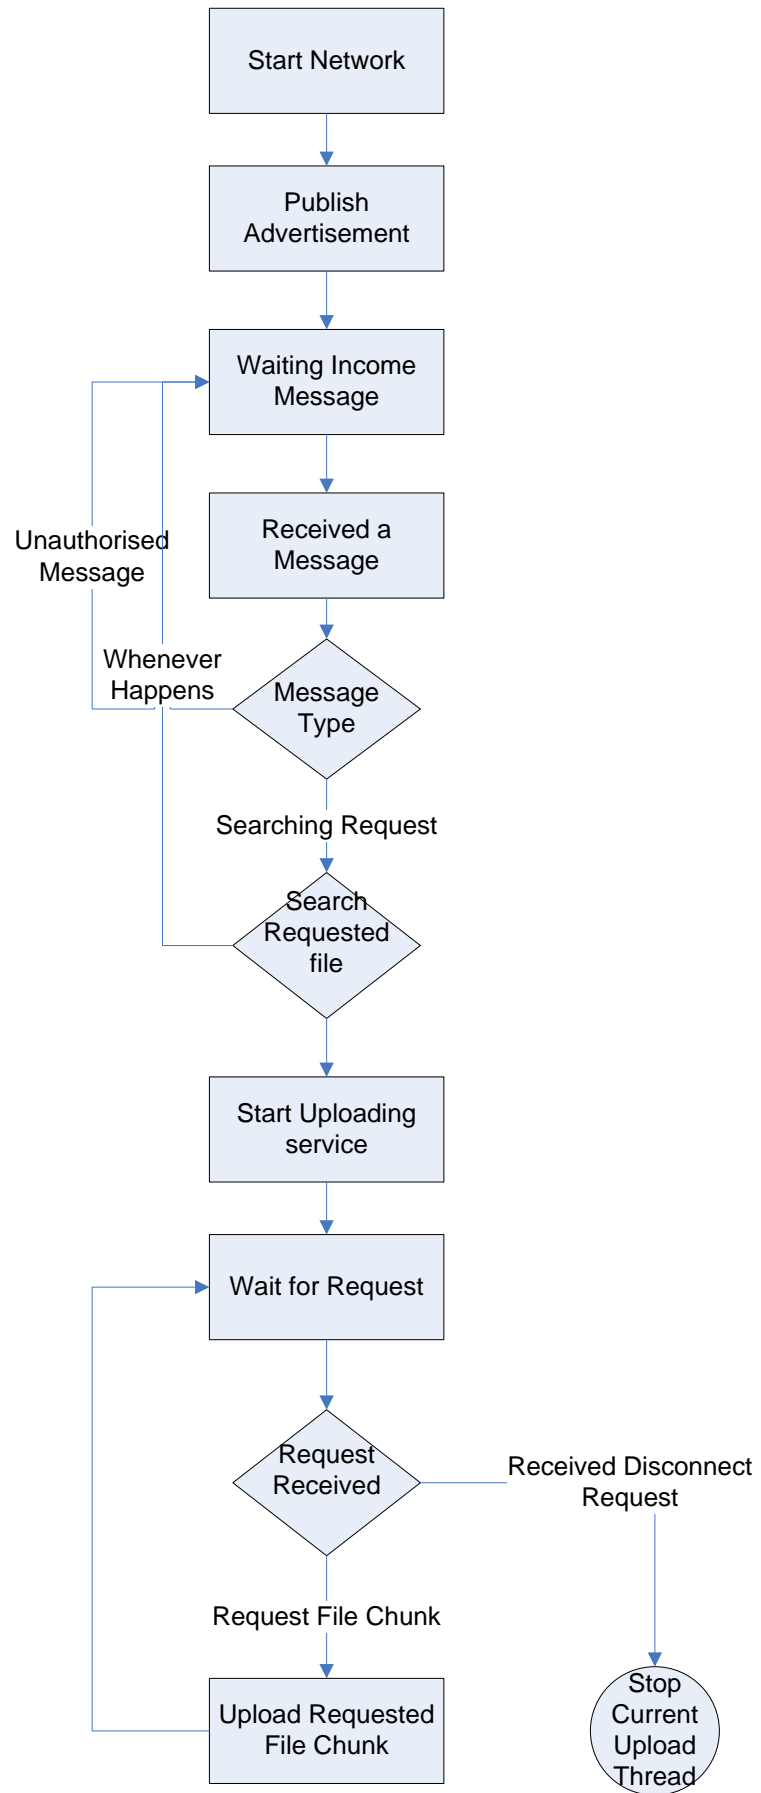 Start Network
Publish
Advertisement
Waiting Income
Message
Received a
Message
Unauthorised
Message
Whenever
Happens
Message
Type
Searching Request
Search
Requested
file
Start Uploading
service
Wait for Request
Request
Received
Received Disconnect
Request
Request File Chunk
Upload Requested
File Chunk
Stop
Current
Upload
Thread